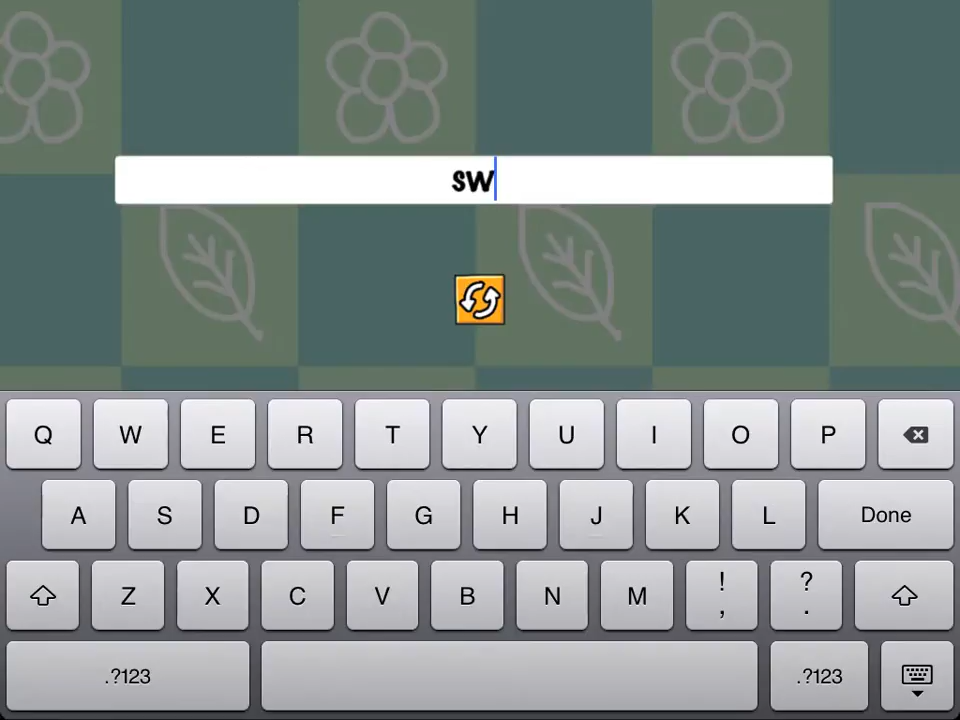 SW
Q W E R T Y U I O P
A S D F G H J K L Done
Z X C V B N M ! , ? .
.?123 .?123